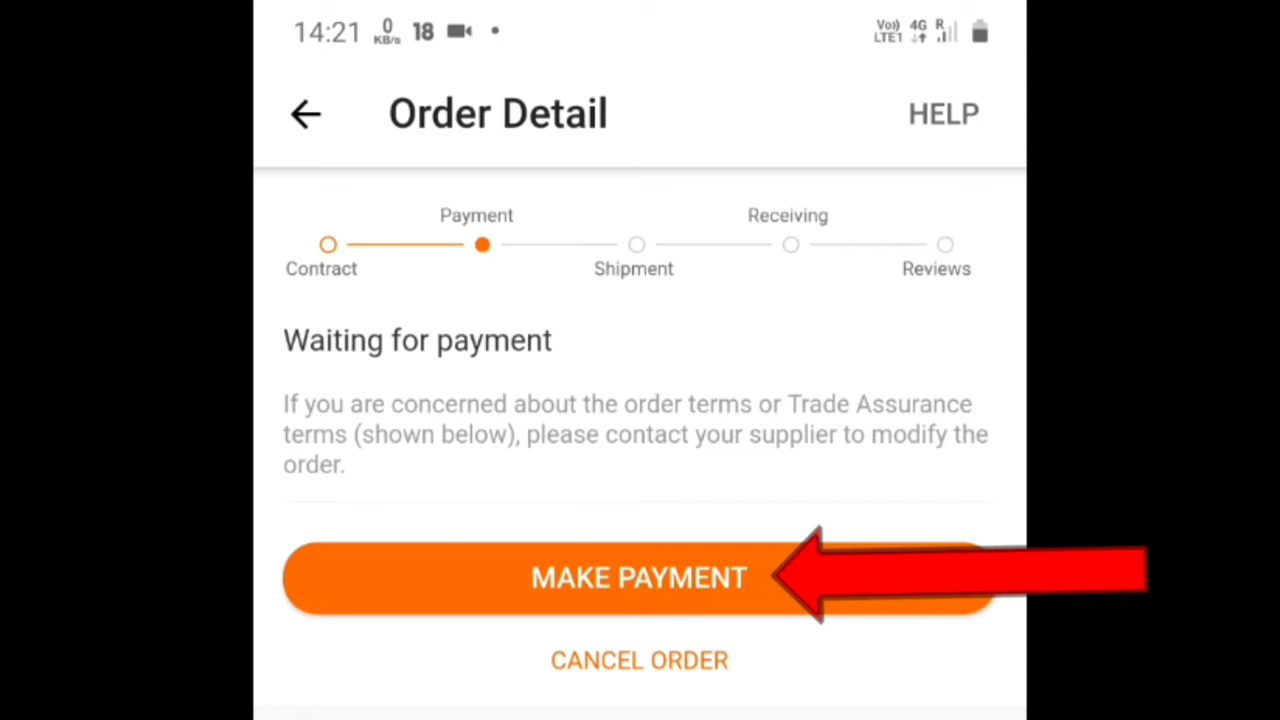 14:21 0 KB/s 18 Vo)) LTE1 4G R
Order Detail HELP
Payment Receiving
Contract Shipment Reviews
Waiting for payment
If you are concerned about the order terms or Trade Assurance
terms (shown below), please contact your supplier to modify the
order.
MAKE PAYMENT
CANCEL ORDER